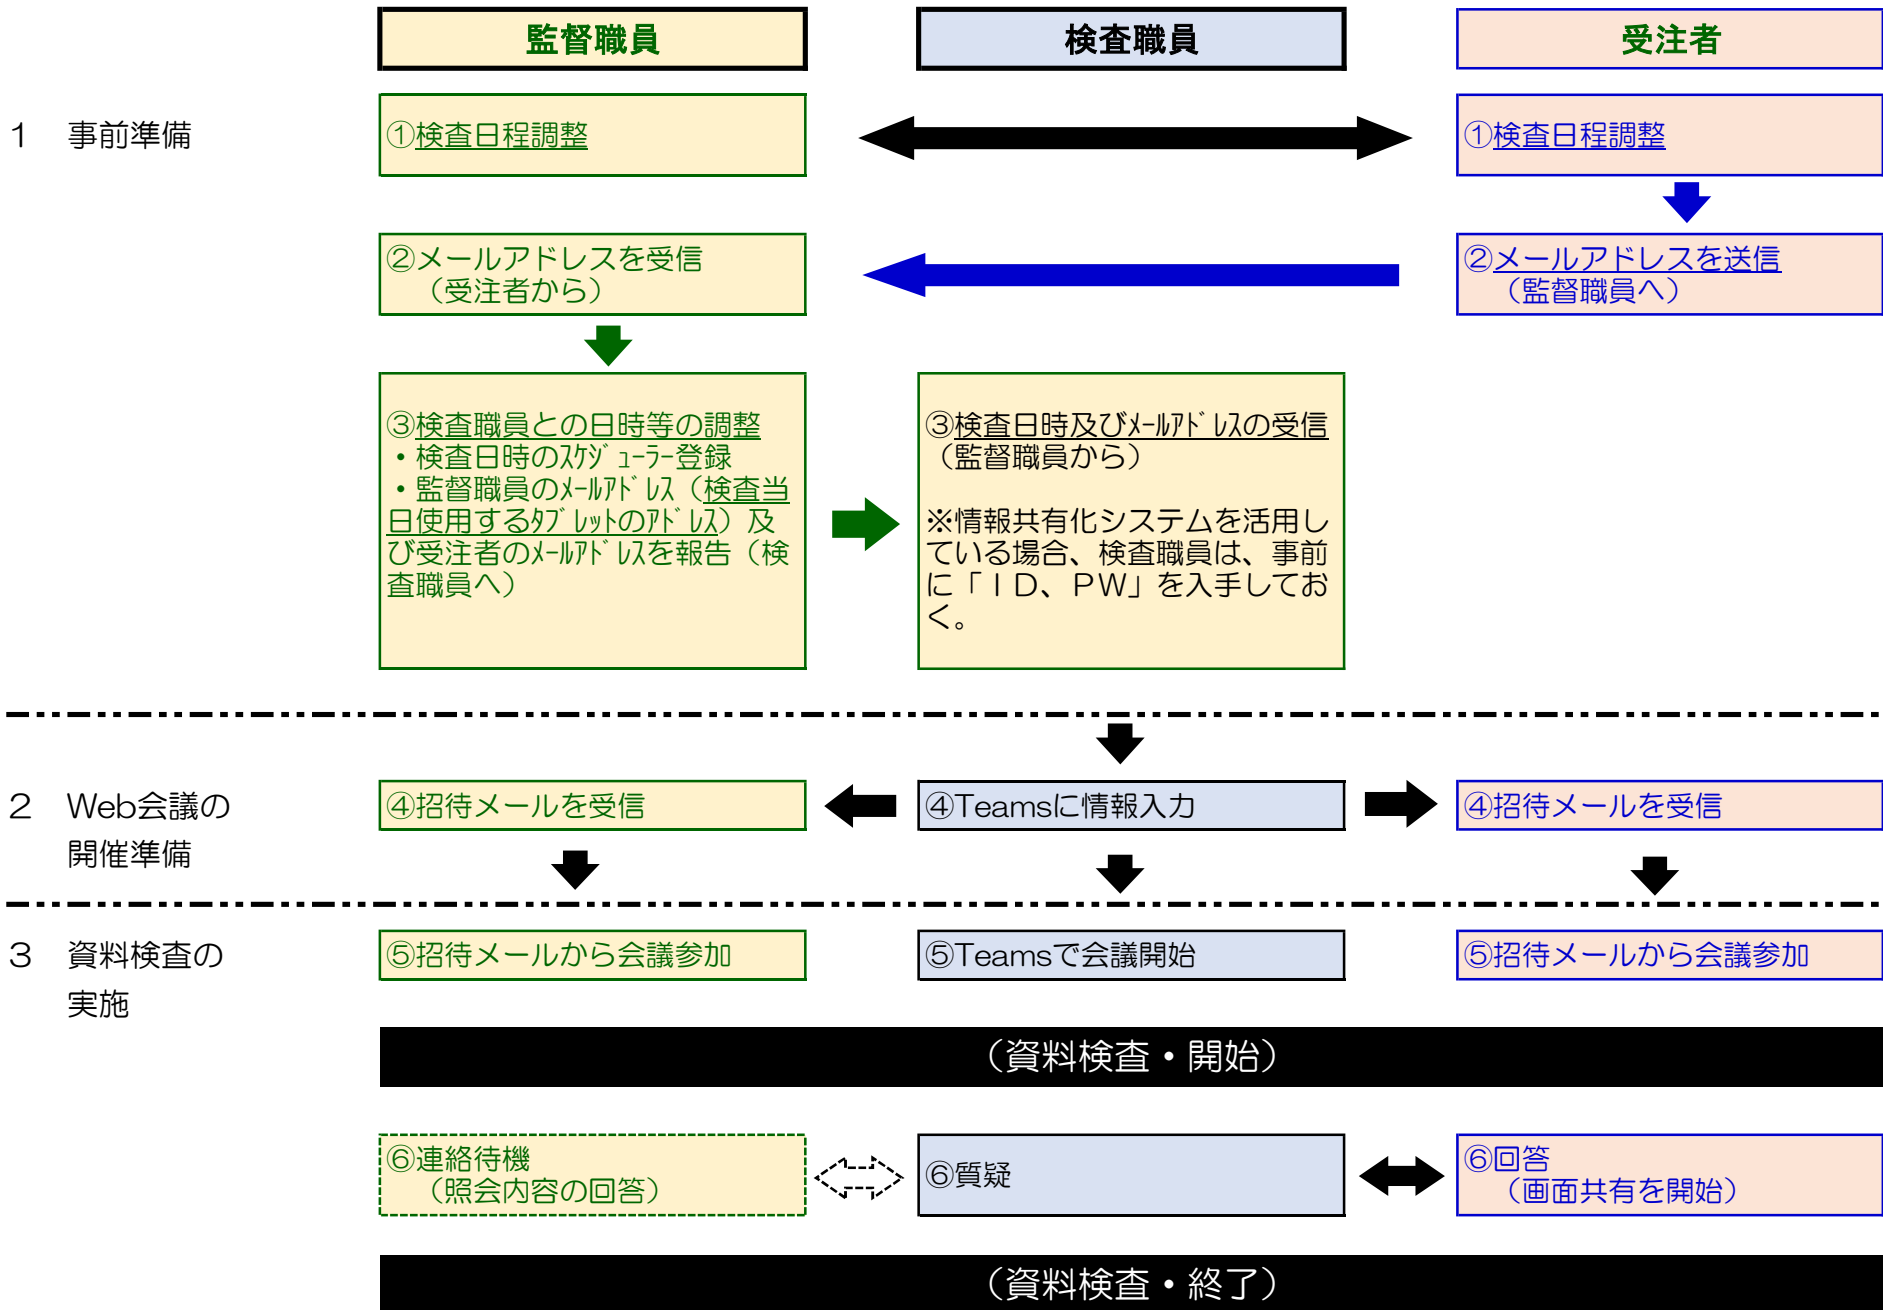 監督職員
検査職員
受注者
１　事前準備
①検査日程調整
①検査日程調整
②メールアドレスを受信
（受注者から）
②メールアドレスを送信
（監督職員へ）
③検査職員との日時等の調整
・検査日時のｽｹｼﾞｭｰﾗｰ登録
・監督職員のﾒｰﾙｱﾄﾞﾚｽ（検査当
日使用するﾀﾌﾞﾚｯﾄのｱﾄﾞﾚｽ）及
び受注者のﾒｰﾙｱﾄﾞﾚｽを報告（検
査職員へ）
③検査日時及びﾒｰﾙｱﾄﾞﾚｽの受信
（監督職員から）
※情報共有化システムを活用し
ている場合、検査職員は、事前
に「ＩＤ、ＰＷ」を入手してお
く。
２　Web会議の
開催準備
④招待メールを受信
④Teamsに情報入力
④招待メールを受信
３　資料検査の
実施
⑤招待メールから会議参加
⑤Teamsで会議開始
⑤招待メールから会議参加
（資料検査・開始）
⑥連絡待機
（照会内容の回答）
⑥質疑
⑥回答
（画面共有を開始）
（資料検査・終了）